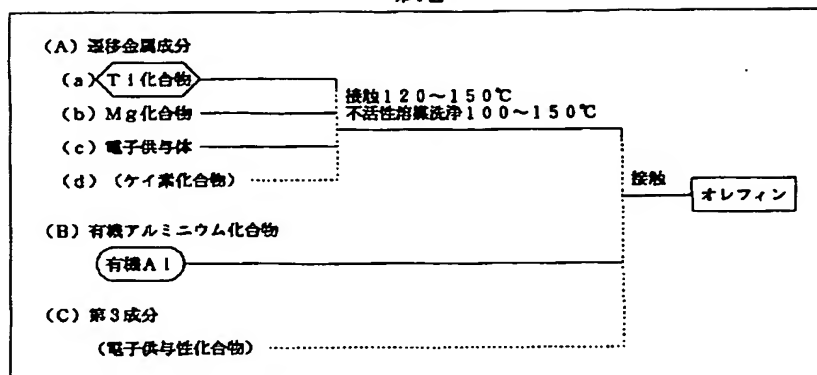 (A) 遷移金属成分
(a) Ti化合物
接触120～150℃
(b) Mg化合物
不活性溶媒洗浄100～150℃
(c) 電子供与体
(d) (ケイ素化合物)
接触
オレフィン
(B) 有機アルミニウム化合物
有機Al
(C) 第3成分
(電子供与性化合物)